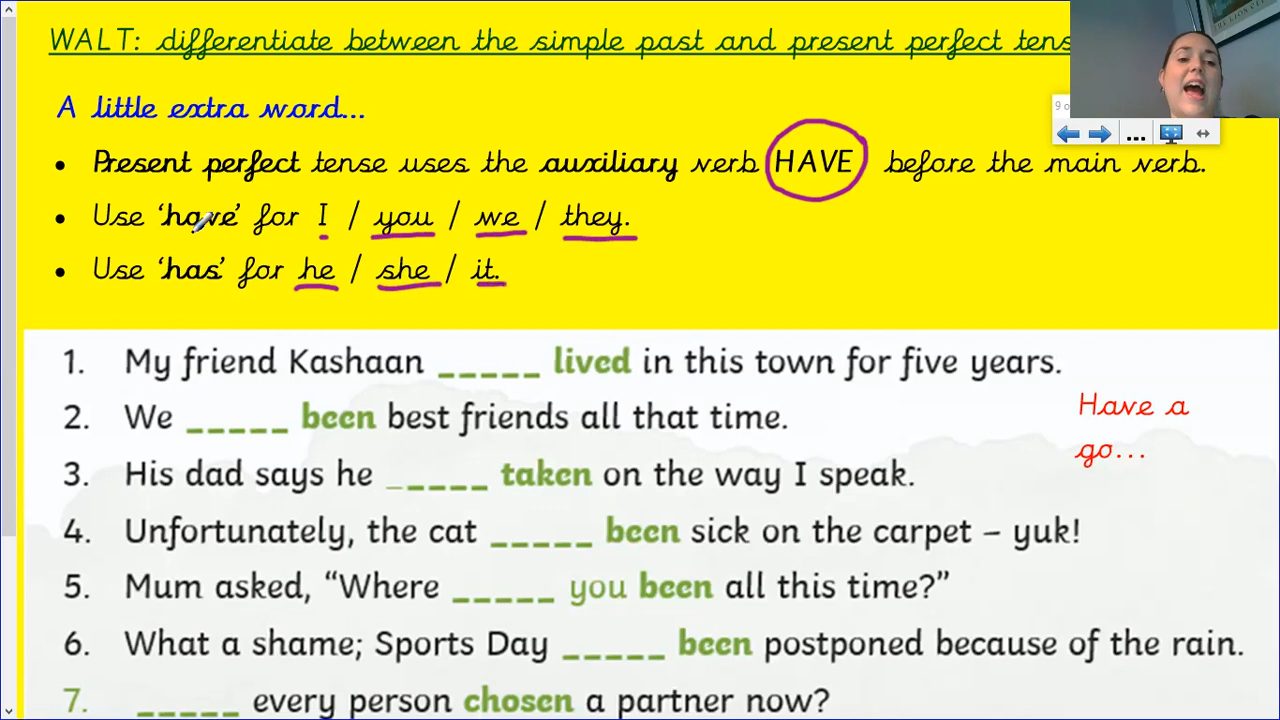 WALT: differentiate between the simple past and present perfect tens
A little extra word...
9 o
• Present perfect tense uses the auxiliary verb HAVE before the main verb.
• Use ‘have’ for I / you / we / they.
• Use ‘has’ for he / she / it.
1. My friend Kashaan _____ lived in this town for five years.
2. We _____ been best friends all that time.
3. His dad says he _____ taken on the way I speak.
4. Unfortunately, the cat _____ been sick on the carpet – yuk!
5. Mum asked, “Where _____ you been all this time?”
6. What a shame; Sports Day _____ been postponed because of the rain.
7. _____ every person chosen a partner now?
Have a
go...